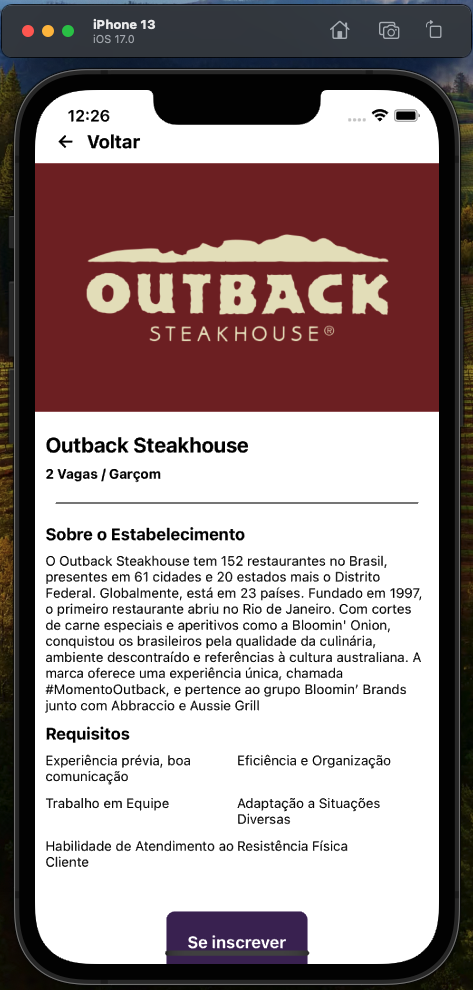 iPhone 13
iOS 17.0
12:26
← Voltar
OUTBACK
STEAKHOUSE®
Outback Steakhouse
2 Vagas / Garçom
Sobre o Estabelecimento
O Outback Steakhouse tem 152 restaurantes no Brasil,
presentes em 61 cidades e 20 estados mais o Distrito
Federal. Globalmente, está em 23 países. Fundado em 1997,
o primeiro restaurante abriu no Rio de Janeiro. Com cortes
de carne especiais e aperitivos como a Bloomin' Onion,
conquistou os brasileiros pela qualidade da culinária,
ambiente descontraído e referências à cultura australiana. A
marca oferece uma experiência única, chamada
#MomentoOutback, e pertence ao grupo Bloomin’ Brands
junto com Abbraccio e Aussie Grill
Requisitos
Experiência prévia, boa
comunicação
Eficiência e Organização
Trabalho em Equipe
Adaptação a Situações
Diversas
Habilidade de Atendimento ao
Cliente
Resistência Física
Se inscrever